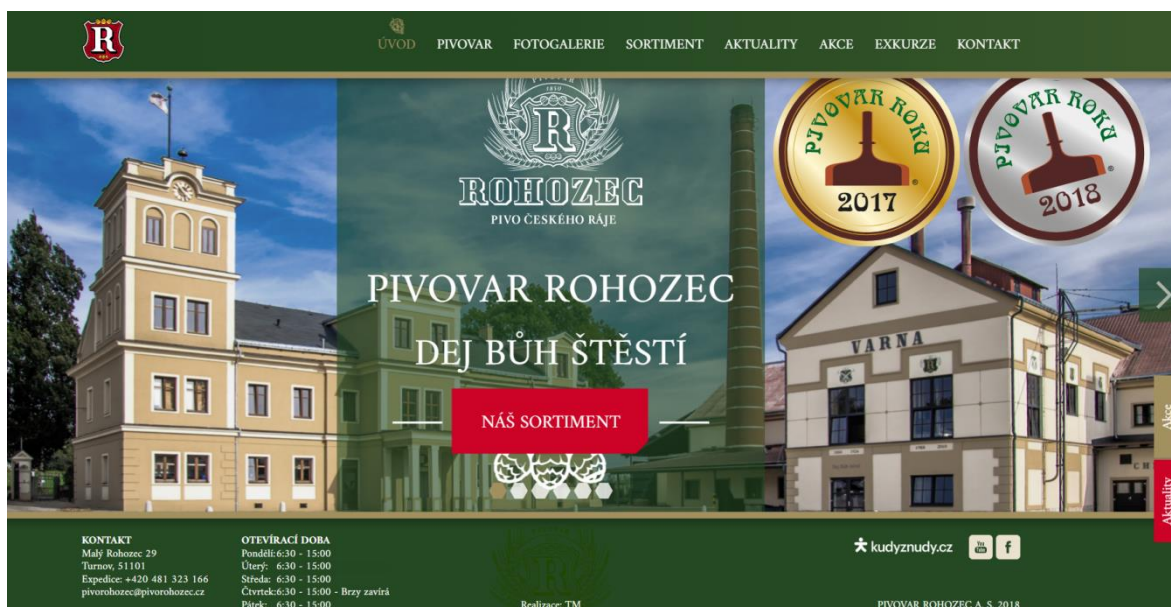 R
ÚVOD
PIVOVAR
FOTOGALERIE
SORTIMENT
AKTUALITY
AKCE
EXKURZE
KONTAKT
PIVOVAR
1850
R
ROHOZEC
PIVO ČESKÉHO RÁJE
PIVOVAR ROKU
2017
PIVOVAR ROKU
2018
PIVOVAR ROHOZEC
DEJ BŮH ŠTĚSTÍ
NÁŠ SORTIMENT
VARNA
Akce
Aktuality
KONTAKT
Malý Rohozec 29
Turnov, 51101
Expedice: +420 481 323 166
pivorohozec@pivorohozec.cz
OTEVÍRACÍ DOBA
Pondělí:6:30 - 15:00
Úterý: 6:30 - 15:00
Středa: 6:30 - 15:00
Čtvrtek:6:30 - 15:00 - Brzy zavírá
Pátek: 6:30 - 15:00
R
Realizace: TM
kudyznudy.cz
You
Tube
f
PIVOVAR ROHOZEC A. S. 2018